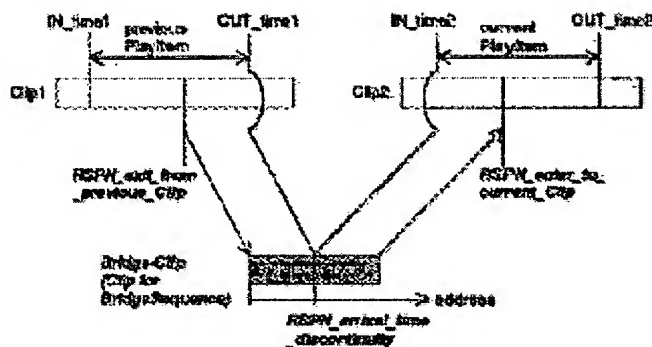 IN_time1
previous
PlayItem
OUT_time1
IN_time2
current
PlayItem
OUT_time2
Clip1
Clip2
RSPN_exit_from
_previous_Clip
RSPN_enter_to_
current_Clip
Bridge-Clip
(Clip for
BridgeSequence)
address
RSPN_arrival_time
_discontinuity